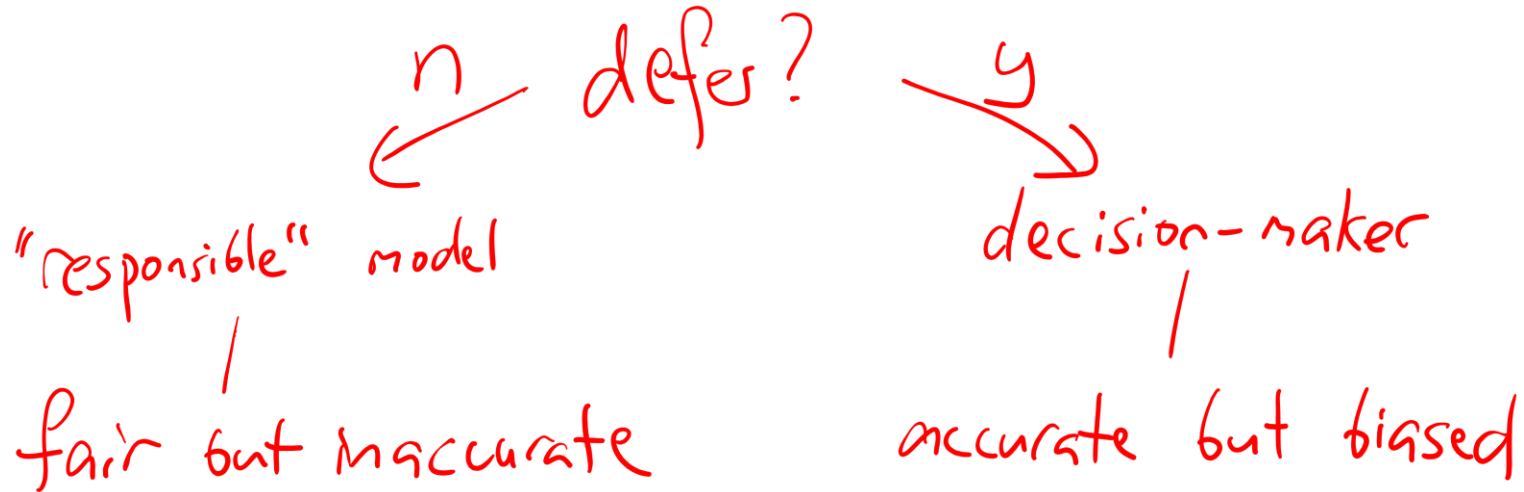 n defer? y
"responsible" model decision-maker
fair but inaccurate accurate but biased